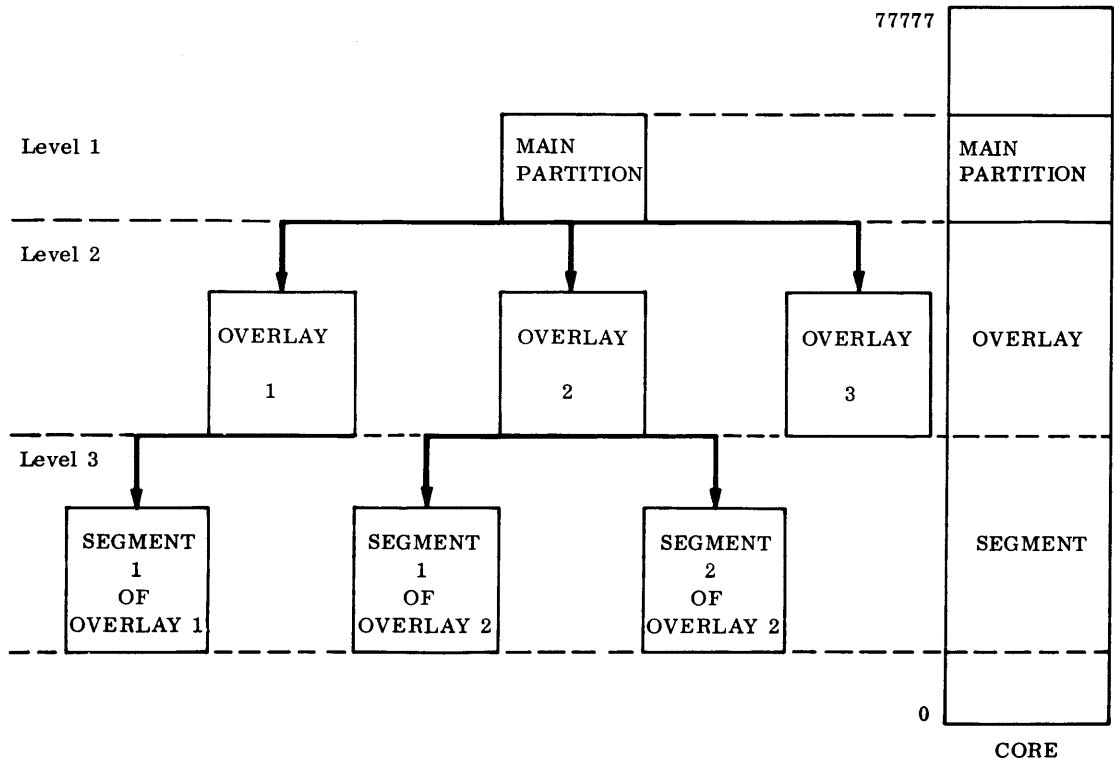 77777
Level 1
MAIN
PARTITION
MAIN
PARTITION
Level 2
OVERLAY
1
OVERLAY
2
OVERLAY
3
OVERLAY
Level 3
SEGMENT
1
OF
OVERLAY 1
SEGMENT
1
OF
OVERLAY 2
SEGMENT
2
OF
OVERLAY 2
SEGMENT
0
CORE